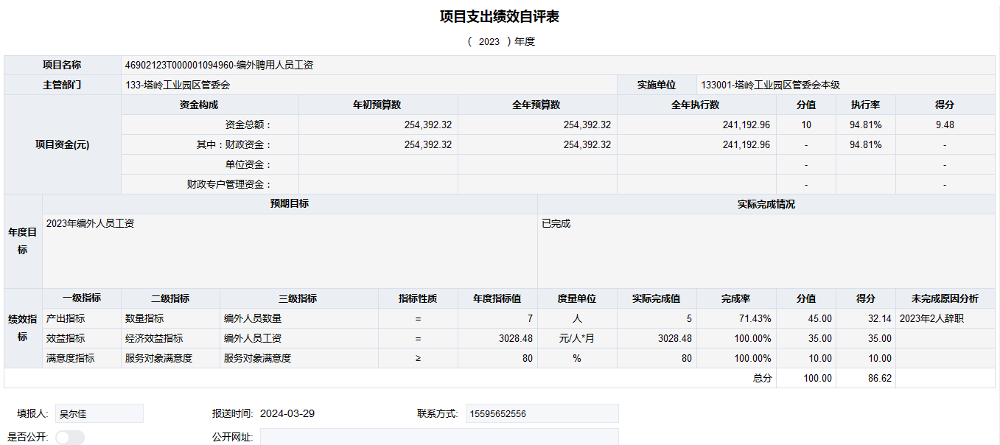 项目支出绩效自评表
( 2023 ) 年度
项目名称 46902123T000001094960-编外聘用人员工资
主管部门 133-塔岭工业园区管委会 实施单位 133001-塔岭工业园区管委会本级
项目资金(元) 资金构成 年初预算数 全年预算数 全年执行数 分值 执行率 得分
资金总额： 254,392.32 254,392.32 241,192.96 10 94.81% 9.48
其中：财政资金： 254,392.32 254,392.32 241,192.96 - 94.81% -
单位资金： - -
财政专户管理资金： - -
年度目标 预期目标 实际完成情况
2023年编外人员工资 已完成
绩效指标 一级指标 二级指标 三级指标 指标性质 年度指标值 度量单位 实际完成值 完成率 分值 得分 未完成原因分析
产出指标 数量指标 编外人员数量 = 7 人 5 71.43% 45.00 32.14 2023年2人辞职
效益指标 经济效益指标 编外人员工资 = 3028.48 元/人*月 3028.48 100.00% 35.00 35.00
满意度指标 服务对象满意度 服务对象满意度 ≥ 80 % 80 100.00% 10.00 10.00
总分 100.00 86.62
填报人: 吴尔佳 报送时间: 2024-03-29 联系方式: 15595652556
是否公开: 公开网址: